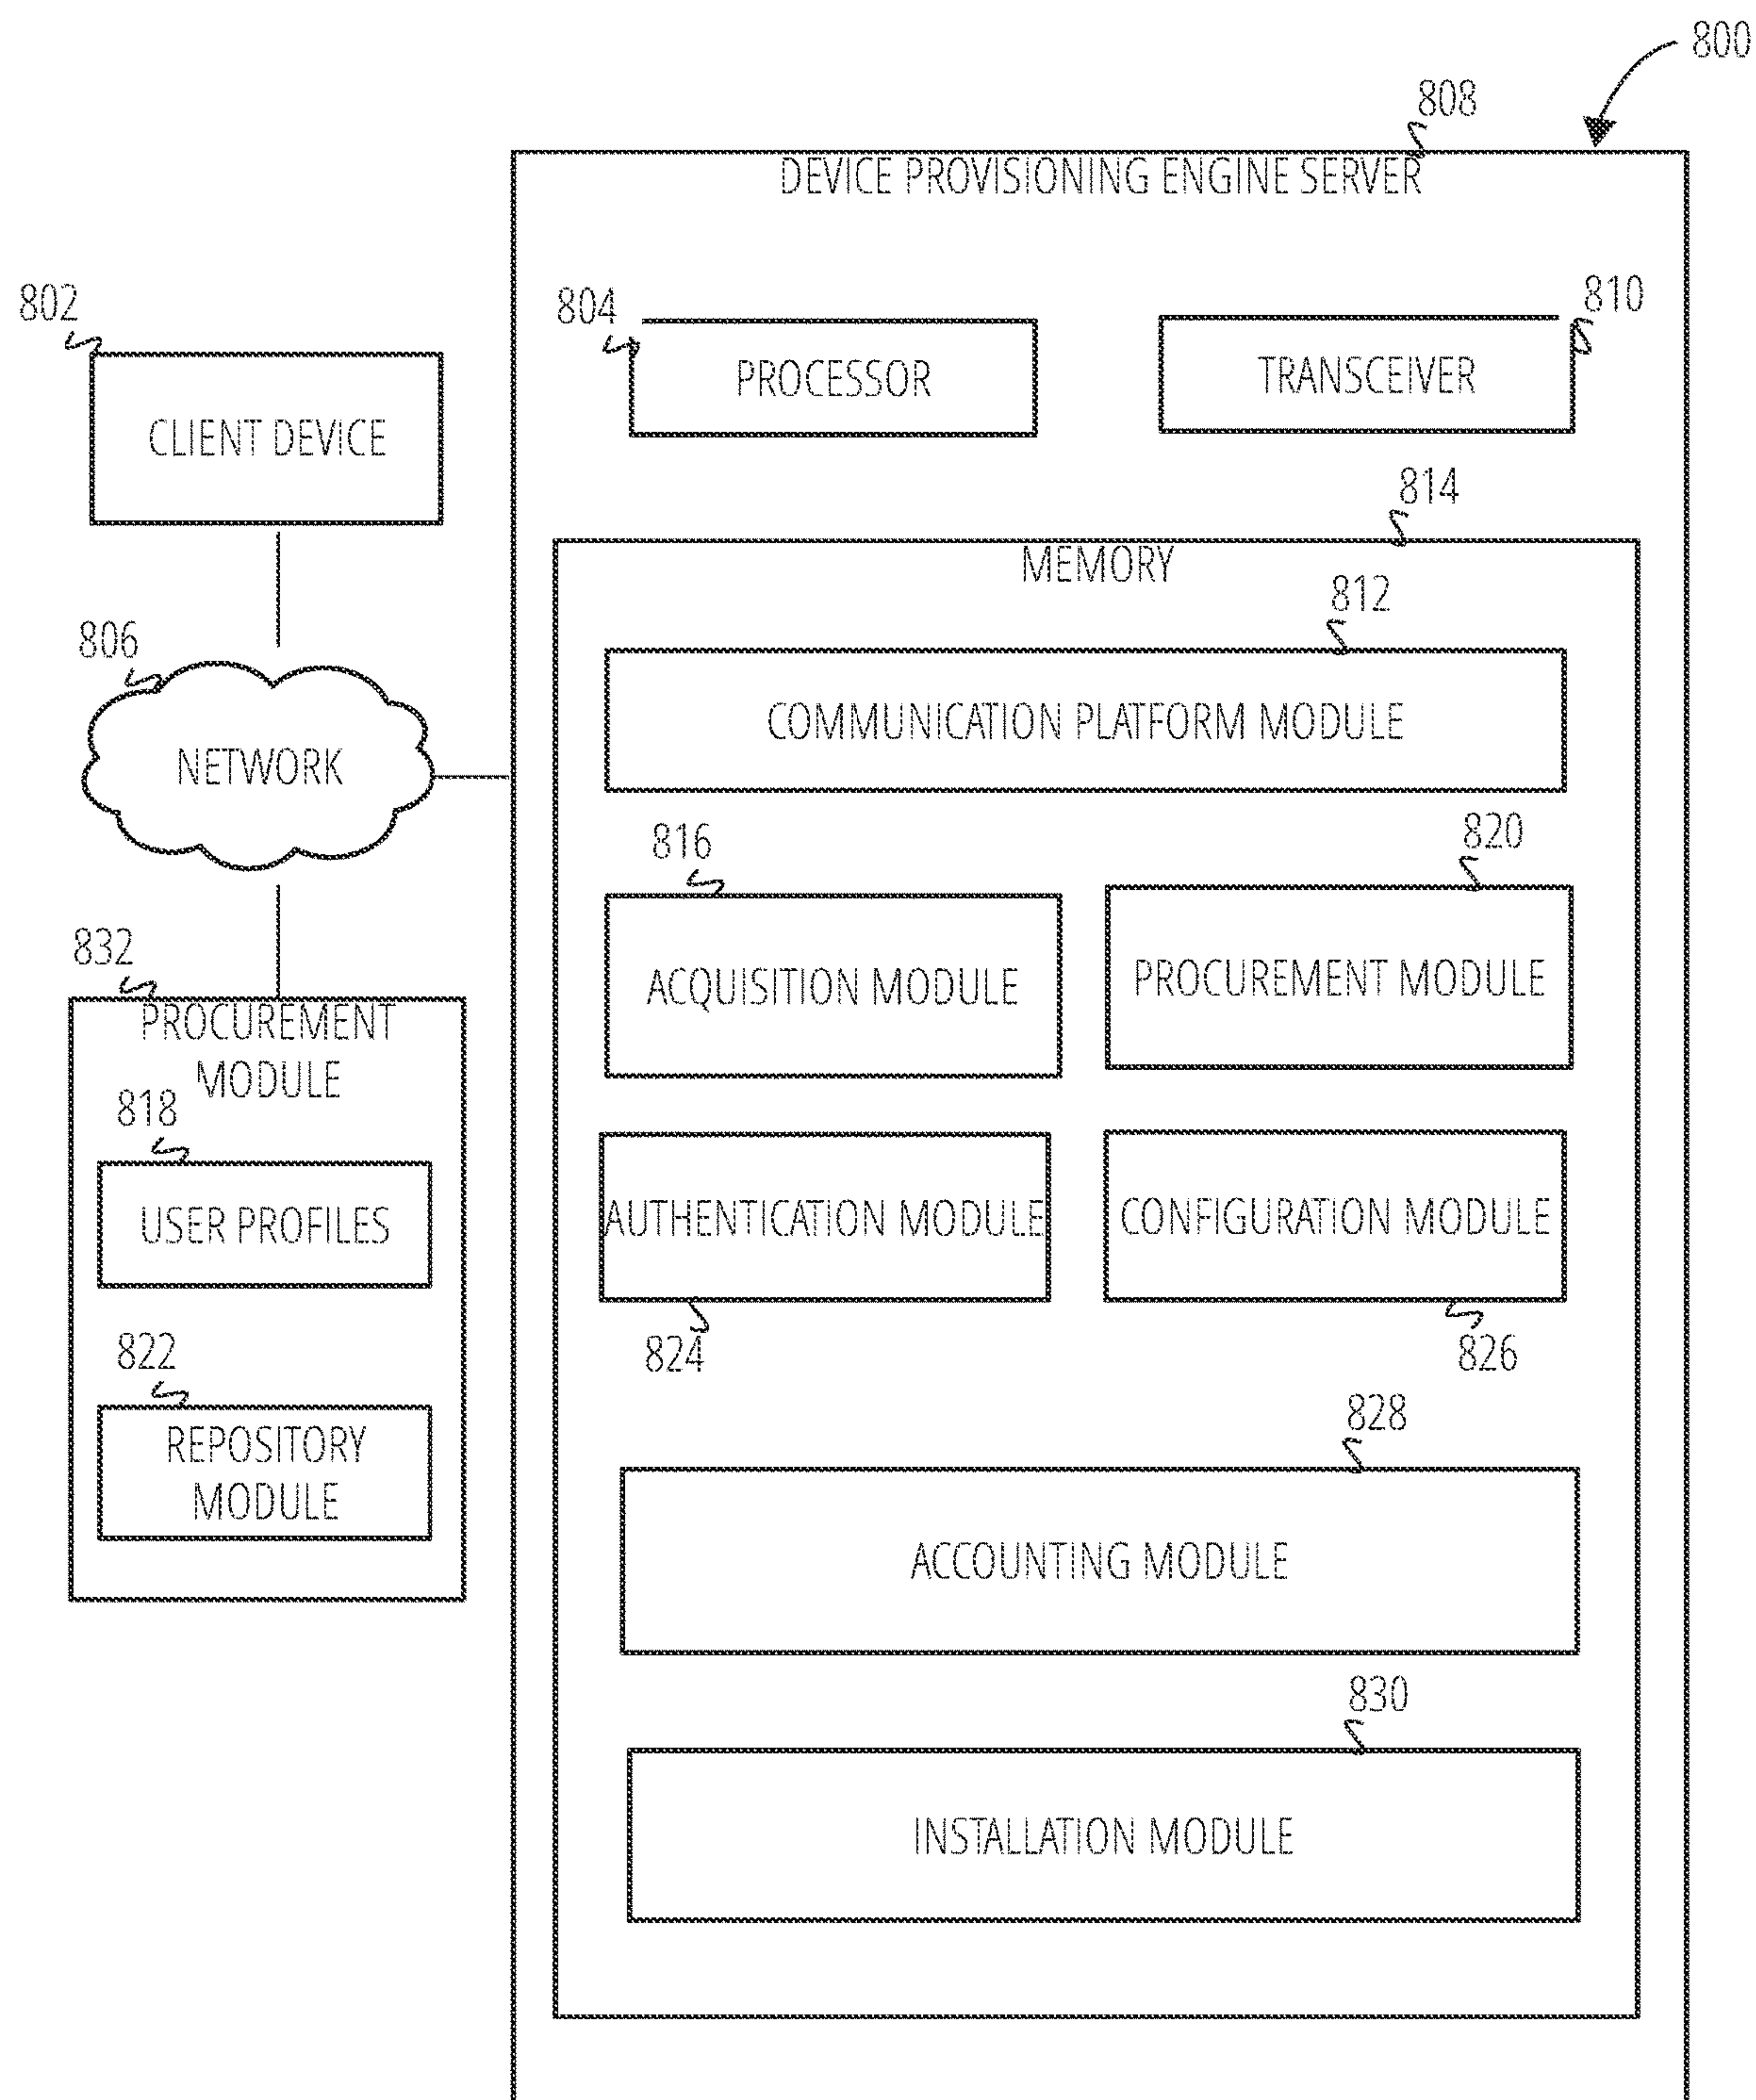 800
808
DEVICE PROVISIONING ENGINE SERVER
802
CLIENT DEVICE
804
PROCESSOR
810
TRANSCEIVER
814
MEMORY
812
COMMUNICATION PLATFORM MODULE
806
NETWORK
816
ACQUISITION MODULE
820
PROCUREMENT MODULE
832
PROCUREMENT
MODULE
818
USER PROFILES
822
REPOSITORY
MODULE
AUTHENTICATION MODULE
824
CONFIGURATION MODULE
826
828
ACCOUNTING MODULE
830
INSTALLATION MODULE